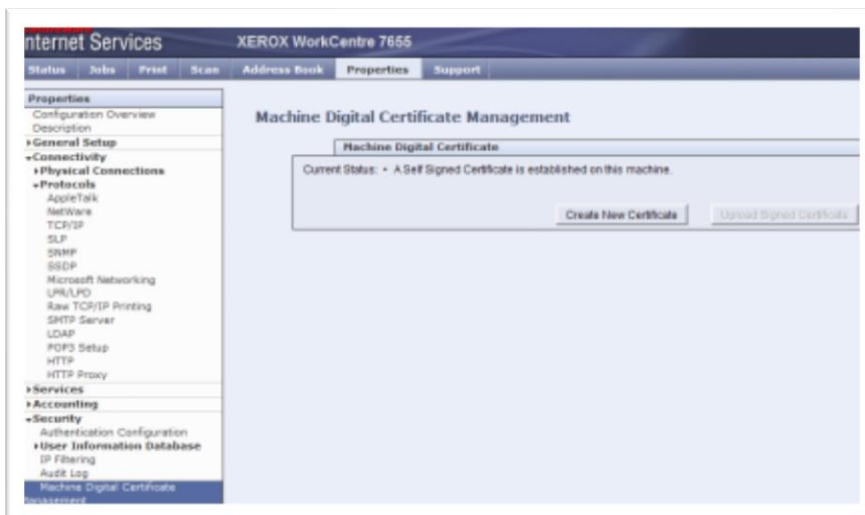 nternet Services
XEROX WorkCentre 7655
Status Jobs Print Scan Address Book Properties Support
Properties
Configuration Overview
Description
General Setup
Connectivity
Physical Connections
Protocols
AppleTalk
NetWare
TCP/IP
SLP
SNMP
SSDP
Microsoft Networking
LPR/LPD
Raw TCP/IP Printing
SMTP Server
LDAP
POP3 Setup
HTTP
HTTP Proxy
Services
Accounting
Security
Authentication Configuration
User Information Database
IP Filtering
Audit Log
Machine Digital Certificate
Management
Machine Digital Certificate Management
Machine Digital Certificate
Current Status: • A Self Signed Certificate is established on this machine.
Create New Certificate Upload Signed Certificate